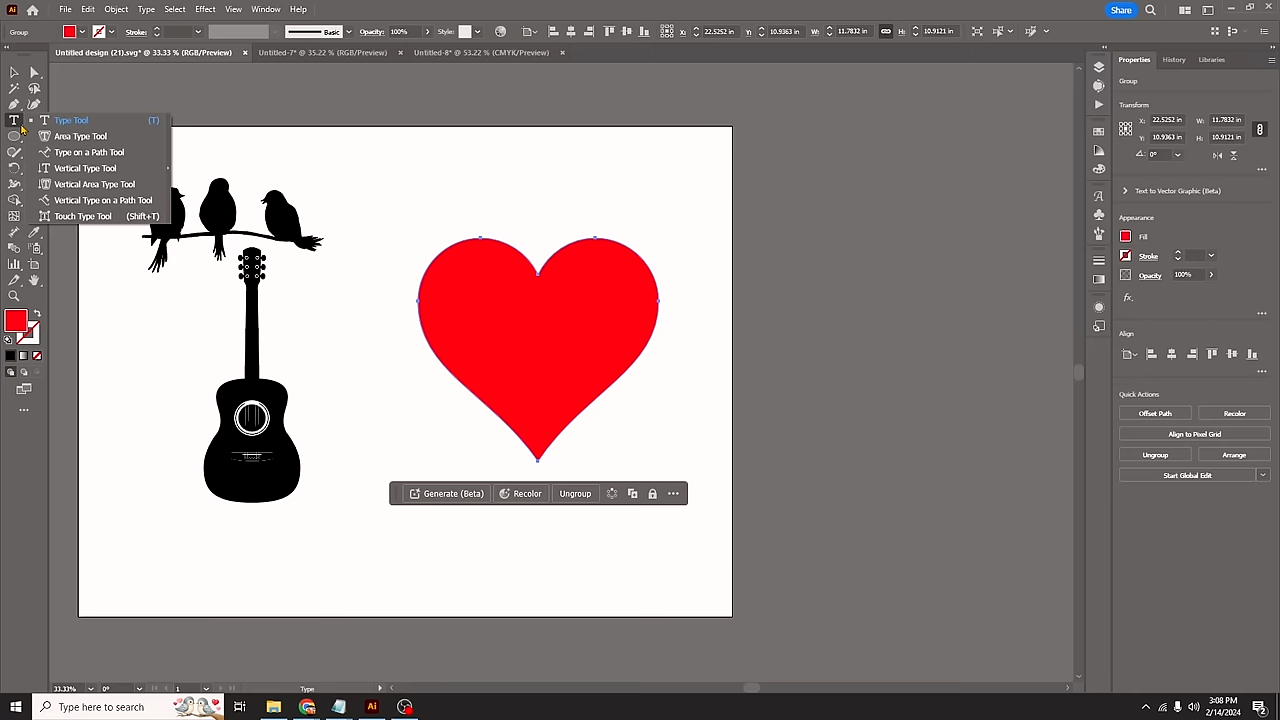 Ai File Edit Object Type Select Effect View Window Help Share
Group Stroke: Basic Opacity: 100% Style: X: 22.5252 in Y: 10.9363 in W: 11.7832 in H: 10.9121 in
Untitled design (21).svg* @ 33.33 % (RGB/Preview) × Untitled-7* @ 35.22 % (RGB/Preview) × Untitled-8* @ 53.22 % (CMYK/Preview) ×
Properties History Libraries
Group
Transform
X: 22.5252 in W: 11.7832 in
Y: 10.9363 in H: 10.9121 in
0°
Text to Vector Graphic (Beta)
Appearance
Fill
Stroke
Opacity 100%
fx.
Align
Quick Actions
Offset Path Recolor
Align to Pixel Grid
Ungroup Arrange
Start Global Edit
Type Tool (T)
Area Type Tool
Type on a Path Tool
Vertical Type Tool
Vertical Area Type Tool
Vertical Type on a Path Tool
Touch Type Tool (Shift+T)
Generate (Beta) Recolor Ungroup
33.33% 0° 1 Type
Type here to search
Ai
3:08 PM
2/14/2024